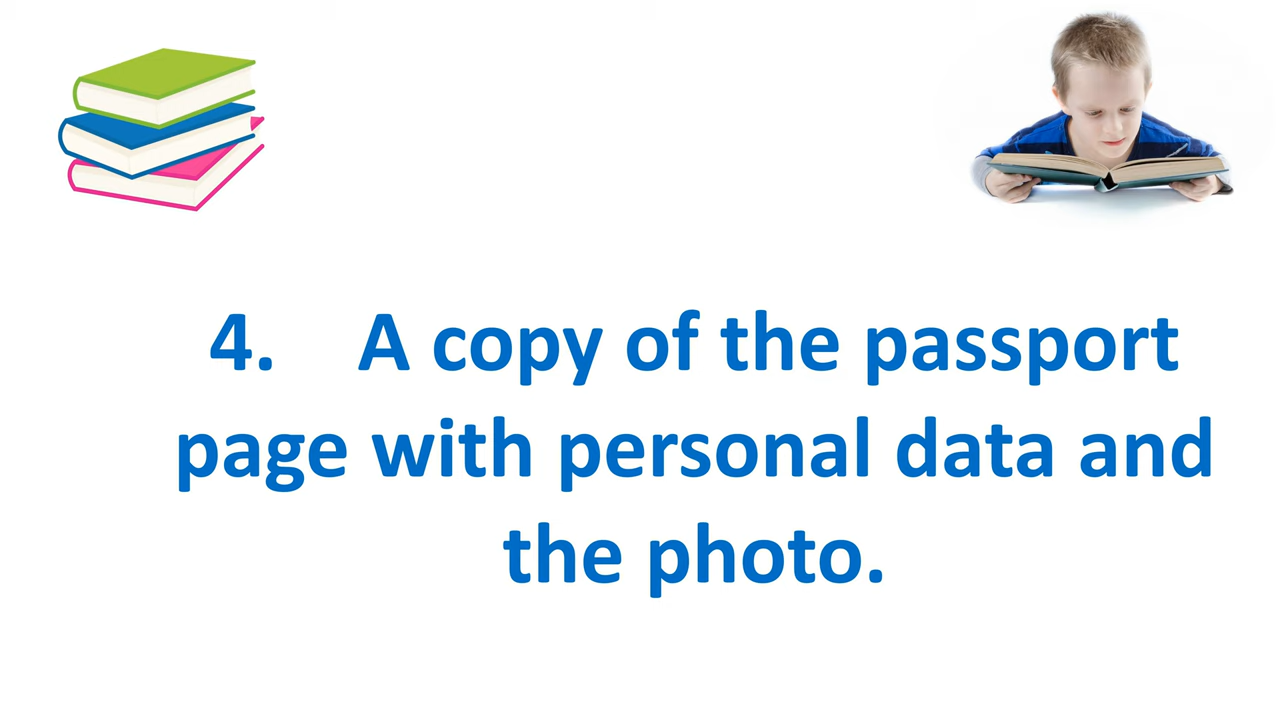 4. A copy of the passport
page with personal data and
the photo.